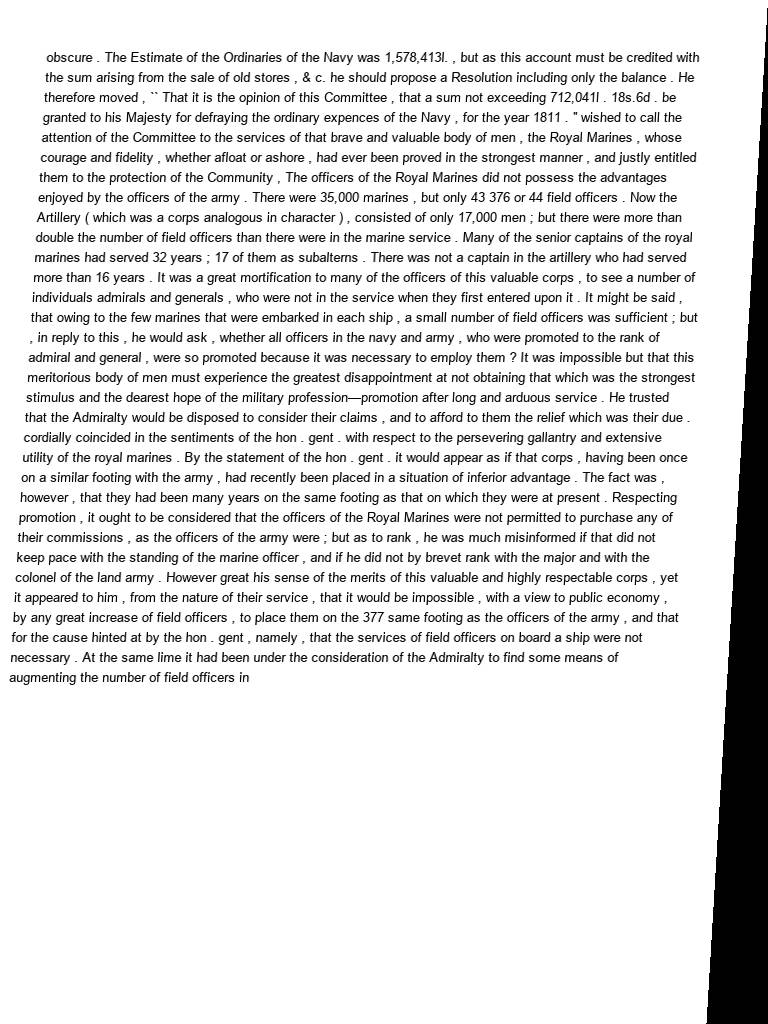 obscure . The Estimate of the Ordinaries of the Navy was 1,578,413l. , but as this account must be credited with
the sum arising from the sale of old stores , & c. he should propose a Resolution including only the balance . He
therefore moved , `` That it is the opinion of this Committee , that a sum not exceeding 712,041l . 18s.6d . be
granted to his Majesty for defraying the ordinary expences of the Navy , for the year 1811 . " wished to call the
attention of the Committee to the services of that brave and valuable body of men , the Royal Marines , whose
courage and fidelity , whether afloat or ashore , had ever been proved in the strongest manner , and justly entitled
them to the protection of the Community , The officers of the Royal Marines did not possess the advantages
enjoyed by the officers of the army . There were 35,000 marines , but only 43 376 or 44 field officers . Now the
Artillery ( which was a corps analogous in character ) , consisted of only 17,000 men ; but there were more than
double the number of field officers than there were in the marine service . Many of the senior captains of the royal
marines had served 32 years ; 17 of them as subalterns . There was not a captain in the artillery who had served
more than 16 years . It was a great mortification to many of the officers of this valuable corps , to see a number of
individuals admirals and generals , who were not in the service when they first entered upon it . It might be said ,
that owing to the few marines that were embarked in each ship , a small number of field officers was sufficient ; but
, in reply to this , he would ask , whether all officers in the navy and army , who were promoted to the rank of
admiral and general , were so promoted because it was necessary to employ them ? It was impossible but that this
meritorious body of men must experience the greatest disappointment at not obtaining that which was the strongest
stimulus and the dearest hope of the military profession—promotion after long and arduous service . He trusted
that the Admiralty would be disposed to consider their claims , and to afford to them the relief which was their due .
cordially coincided in the sentiments of the hon . gent . with respect to the persevering gallantry and extensive
utility of the royal marines . By the statement of the hon . gent . it would appear as if that corps , having been once
on a similar footing with the army , had recently been placed in a situation of inferior advantage . The fact was ,
however , that they had been many years on the same footing as that on which they were at present . Respecting
promotion , it ought to be considered that the officers of the Royal Marines were not permitted to purchase any of
their commissions , as the officers of the army were ; but as to rank , he was much misinformed if that did not
keep pace with the standing of the marine officer , and if he did not by brevet rank with the major and with the
colonel of the land army . However great his sense of the merits of this valuable and highly respectable corps , yet
it appeared to him , from the nature of their service , that it would be impossible , with a view to public economy ,
by any great increase of field officers , to place them on the 377 same footing as the officers of the army , and that
for the cause hinted at by the hon . gent , namely , that the services of field officers on board a ship were not
necessary . At the same lime it had been under the consideration of the Admiralty to find some means of
augmenting the number of field officers in